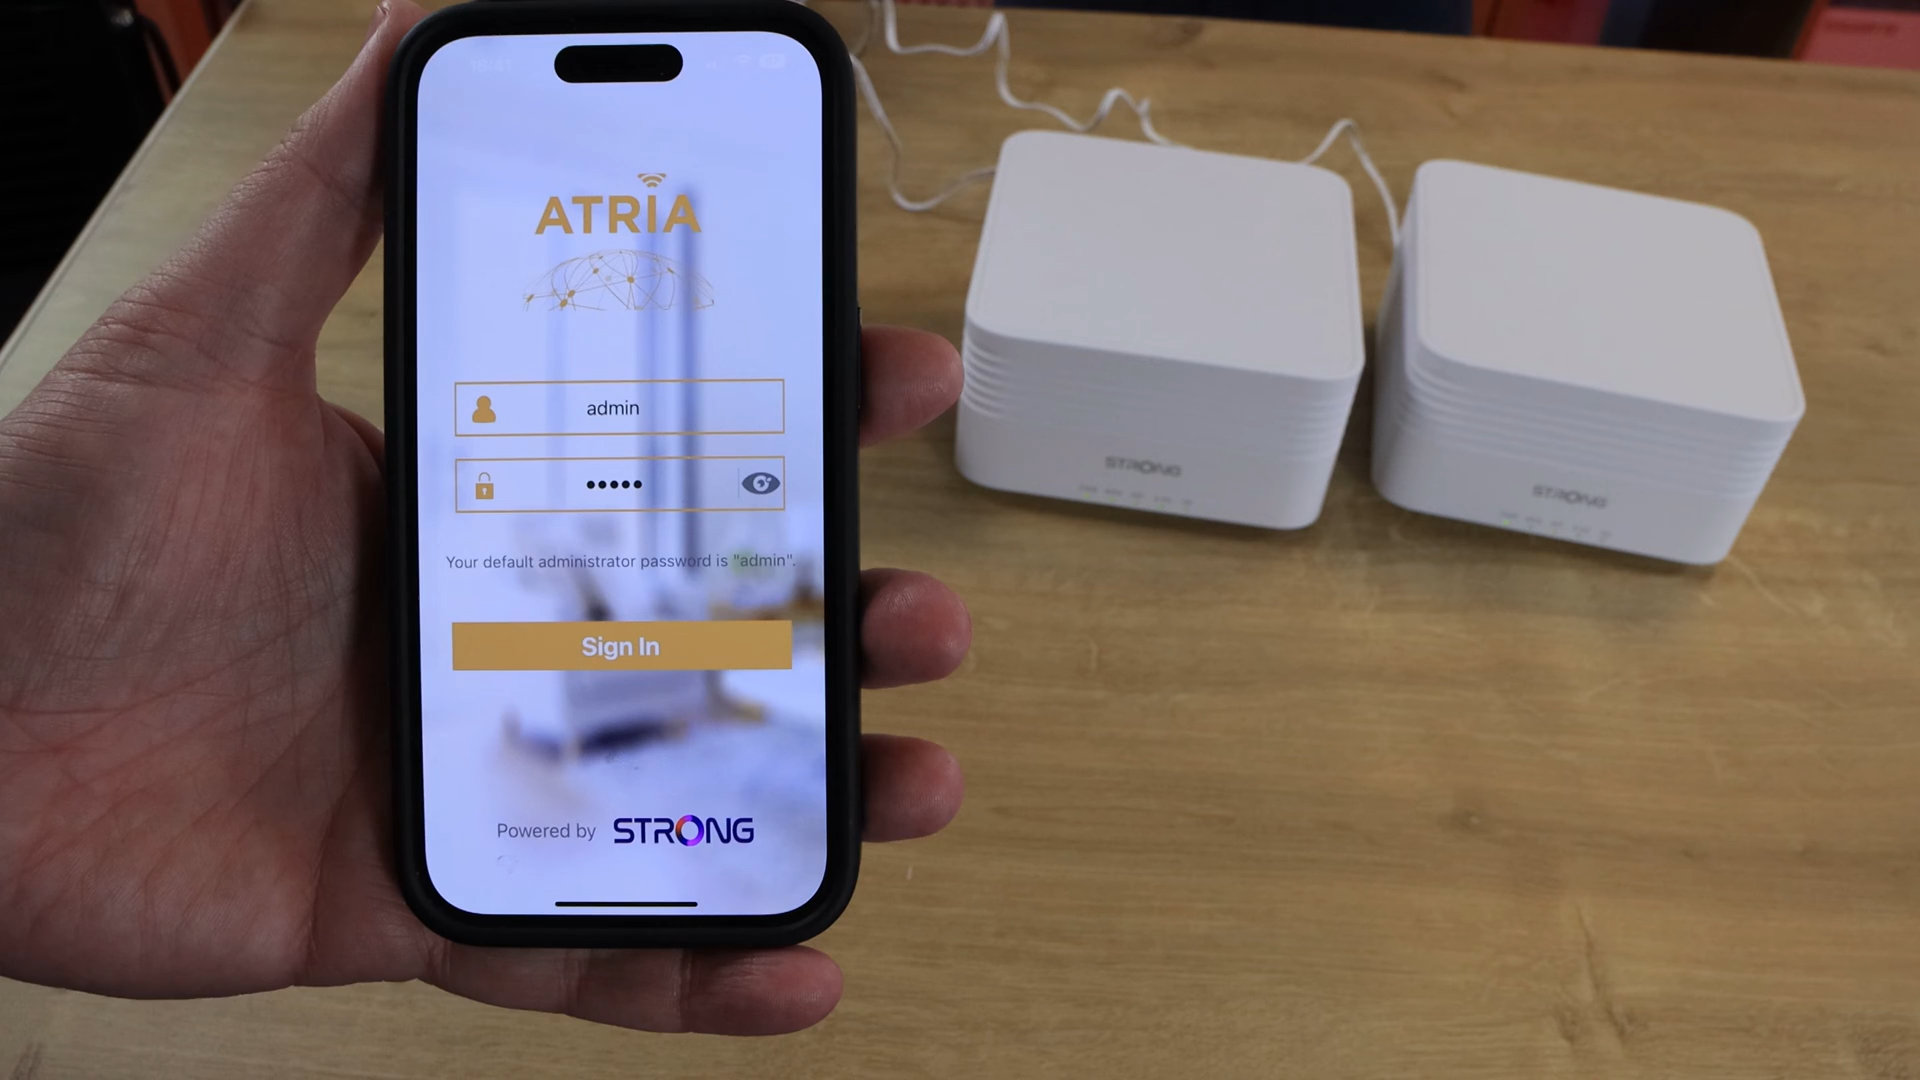 ATRIA
admin
•••••
Your default administrator password is "admin".
Sign In
Powered by STRONG
STRONG
STRONG